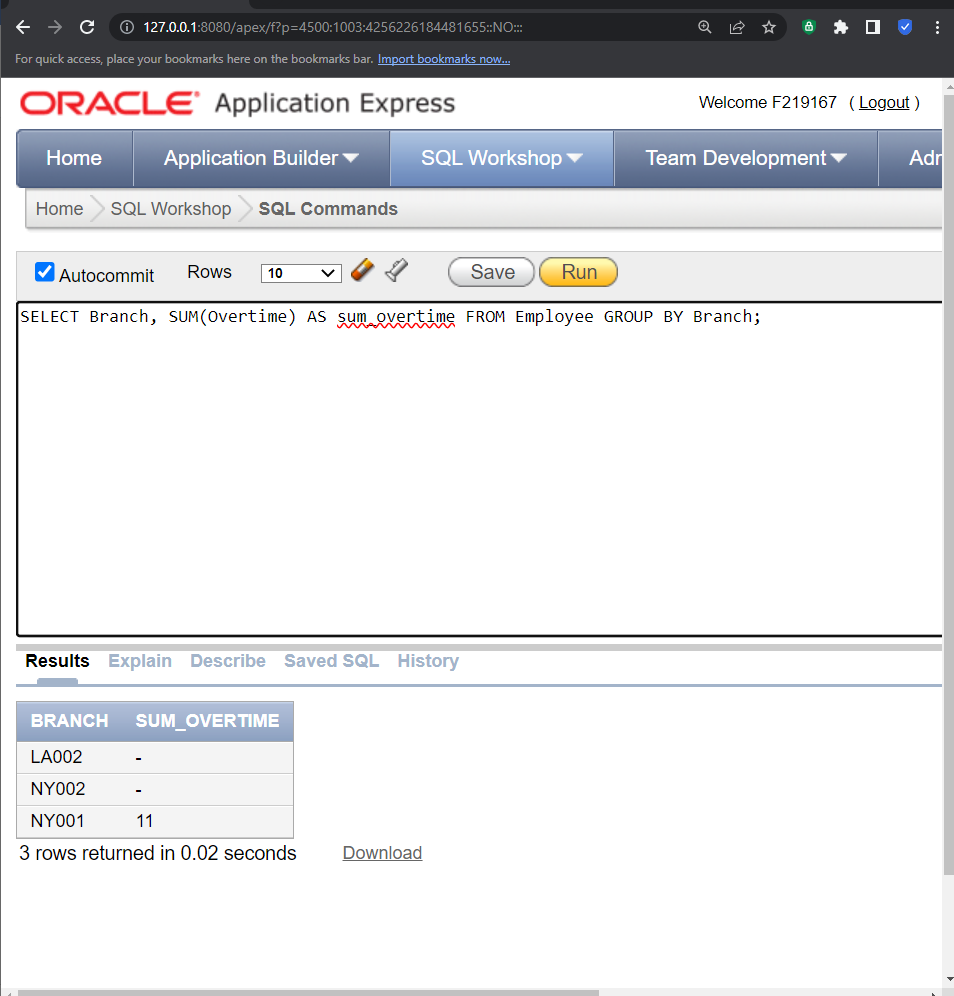 127.0.0.1:8080/apex/f?p=4500:1003:4256226184481655::NO:::
For quick access, place your bookmarks here on the bookmarks bar. Import bookmarks now...
ORACLE Application Express Welcome F219167 ( Logout )
Home Application Builder SQL Workshop Team Development Adr
Home SQL Workshop SQL Commands
Autocommit Rows 10 Save Run
SELECT Branch, SUM(Overtime) AS sum_overtime FROM Employee GROUP BY Branch;
Results Explain Describe Saved SQL History
BRANCH SUM_OVERTIME
LA002 -
NY002 -
NY001 11
3 rows returned in 0.02 seconds Download